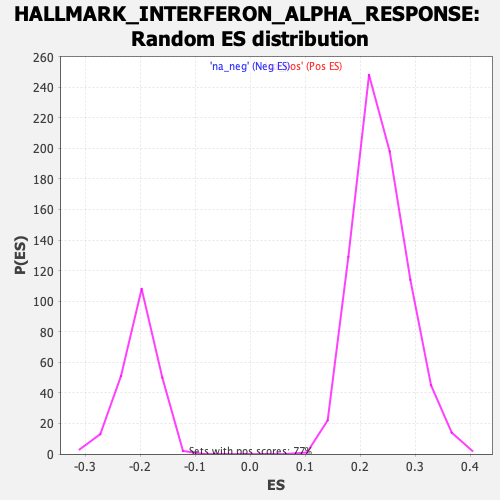 HALLMARK_INTERFERON_ALPHA_RESPONSE:
Random ES distribution
'na_neg' (Neg ES)os' (Pos ES)
260
240
220
200
180
160
140
120
100
80
60
40
20
0
P(ES)
Sets with pos scores: 77%
-0.3 -0.2 -0.1 0.0 0.1 0.2 0.3 0.4
ES